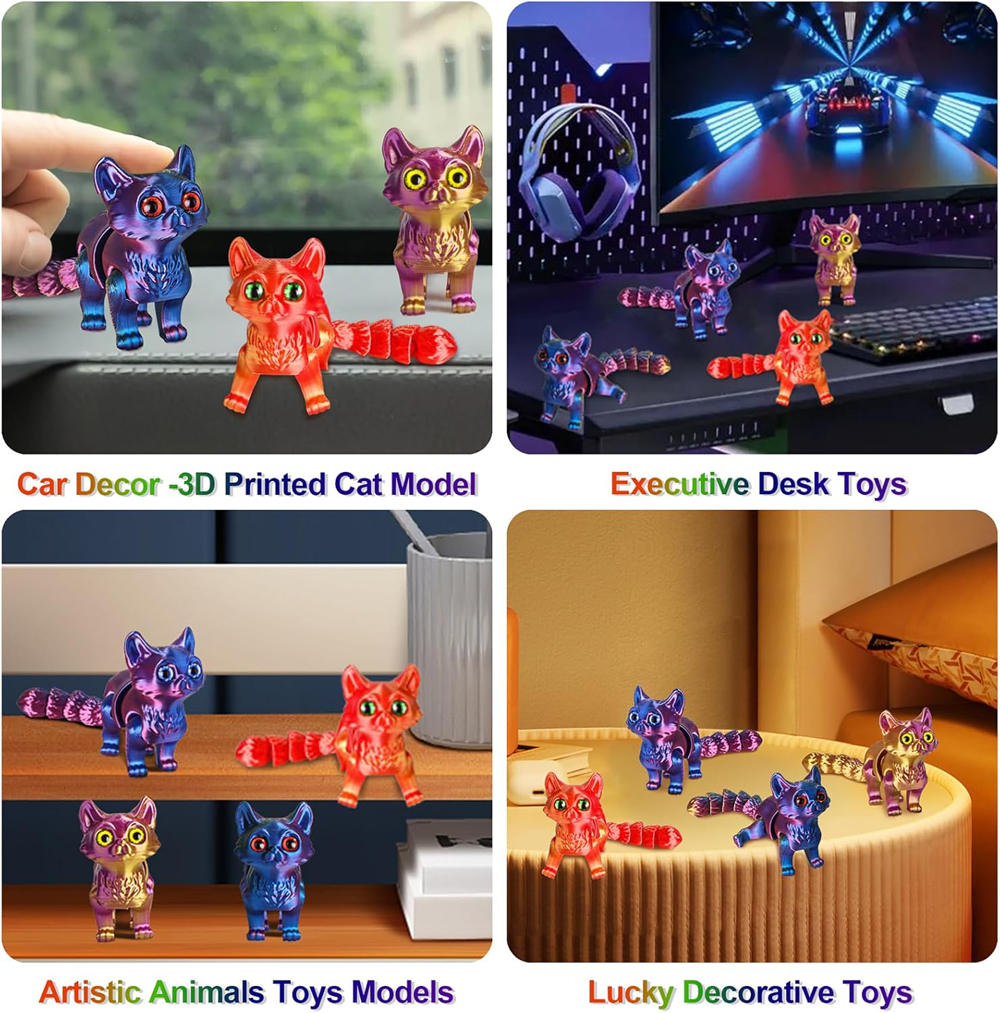 Car Decor -3D Printed Cat Model
Executive Desk Toys
Artistic Animals Toys Models
Lucky Decorative Toys